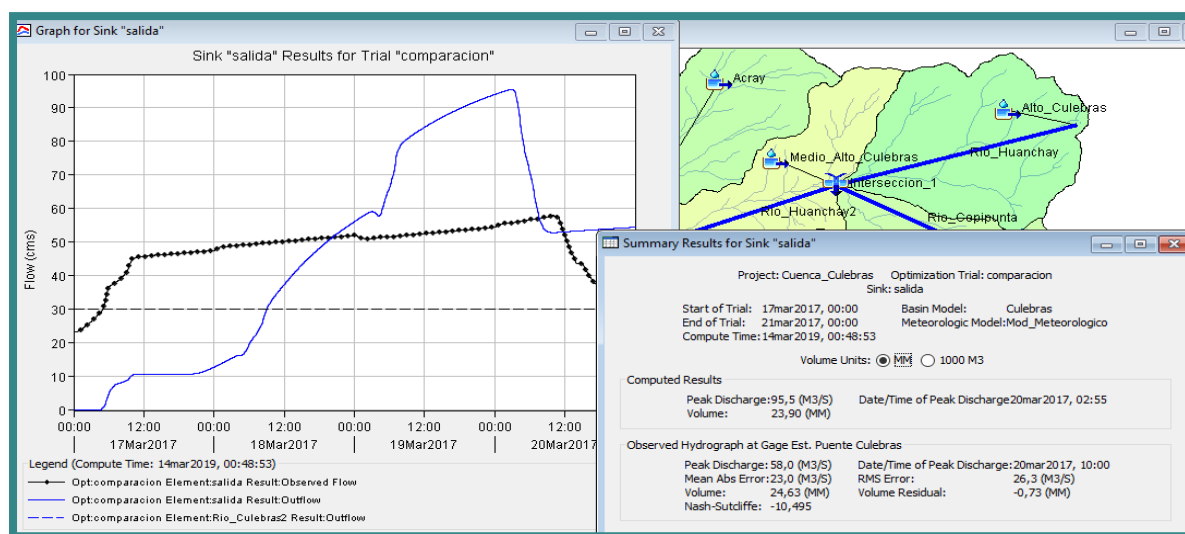 Graph for Sink "salida"
Sink "salida" Results for Trial "comparacion"
100
90
80
70
60
50
40
30
20
10
0
Flow (cms)
00:00 12:00 00:00 12:00 00:00 12:00 00:00 12:00
17Mar2017 18Mar2017 19Mar2017 20Mar2017
Legend (Compute Time: 14mar2019, 00:48:53)
Opt:comparacion Element:salida Result:Observed Flow
Opt:comparacion Element:salida Result:Outflow
Opt:comparacion Element:Rio_Culebras2 Result:Outflow
Acray
Alto_Culebras
Medio_Alto_Culebras
Rio_Huanchay
Interseccion_1
Rio_Huanchay2
Rio_Copipunta
Summary Results for Sink "salida"
Project: Cuenca_Culebras Optimization Trial: comparacion
Sink: salida
Start of Trial: 17mar2017, 00:00 Basin Model: Culebras
End of Trial: 21mar2017, 00:00 Meteorologic Model:Mod_Meteorologico
Compute Time:14mar2019, 00:48:53
Volume Units: MM 1000 M3
Computed Results
Peak Discharge:95,5 (M3/S) Date/Time of Peak Discharge20mar2017, 02:55
Volume: 23,90 (MM)
Observed Hydrograph at Gage Est. Puente Culebras
Peak Discharge:58,0 (M3/S) Date/Time of Peak Discharge:20mar2017, 10:00
Mean Abs Error:23,0 (M3/S) RMS Error: 26,3 (M3/S)
Volume: 24,63 (MM) Volume Residual: -0,73 (MM)
Nash-Sutcliffe: -10,495